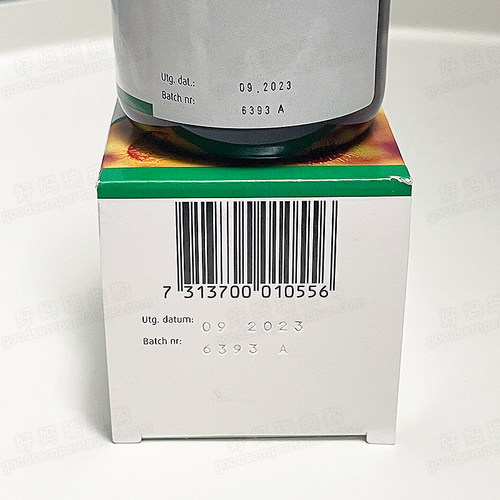 Utg. dat.: 09.2023
Batch nr: 6393 A
7 313700 010556
Utg. datum: 09 2023
Batch nr: 6393 A